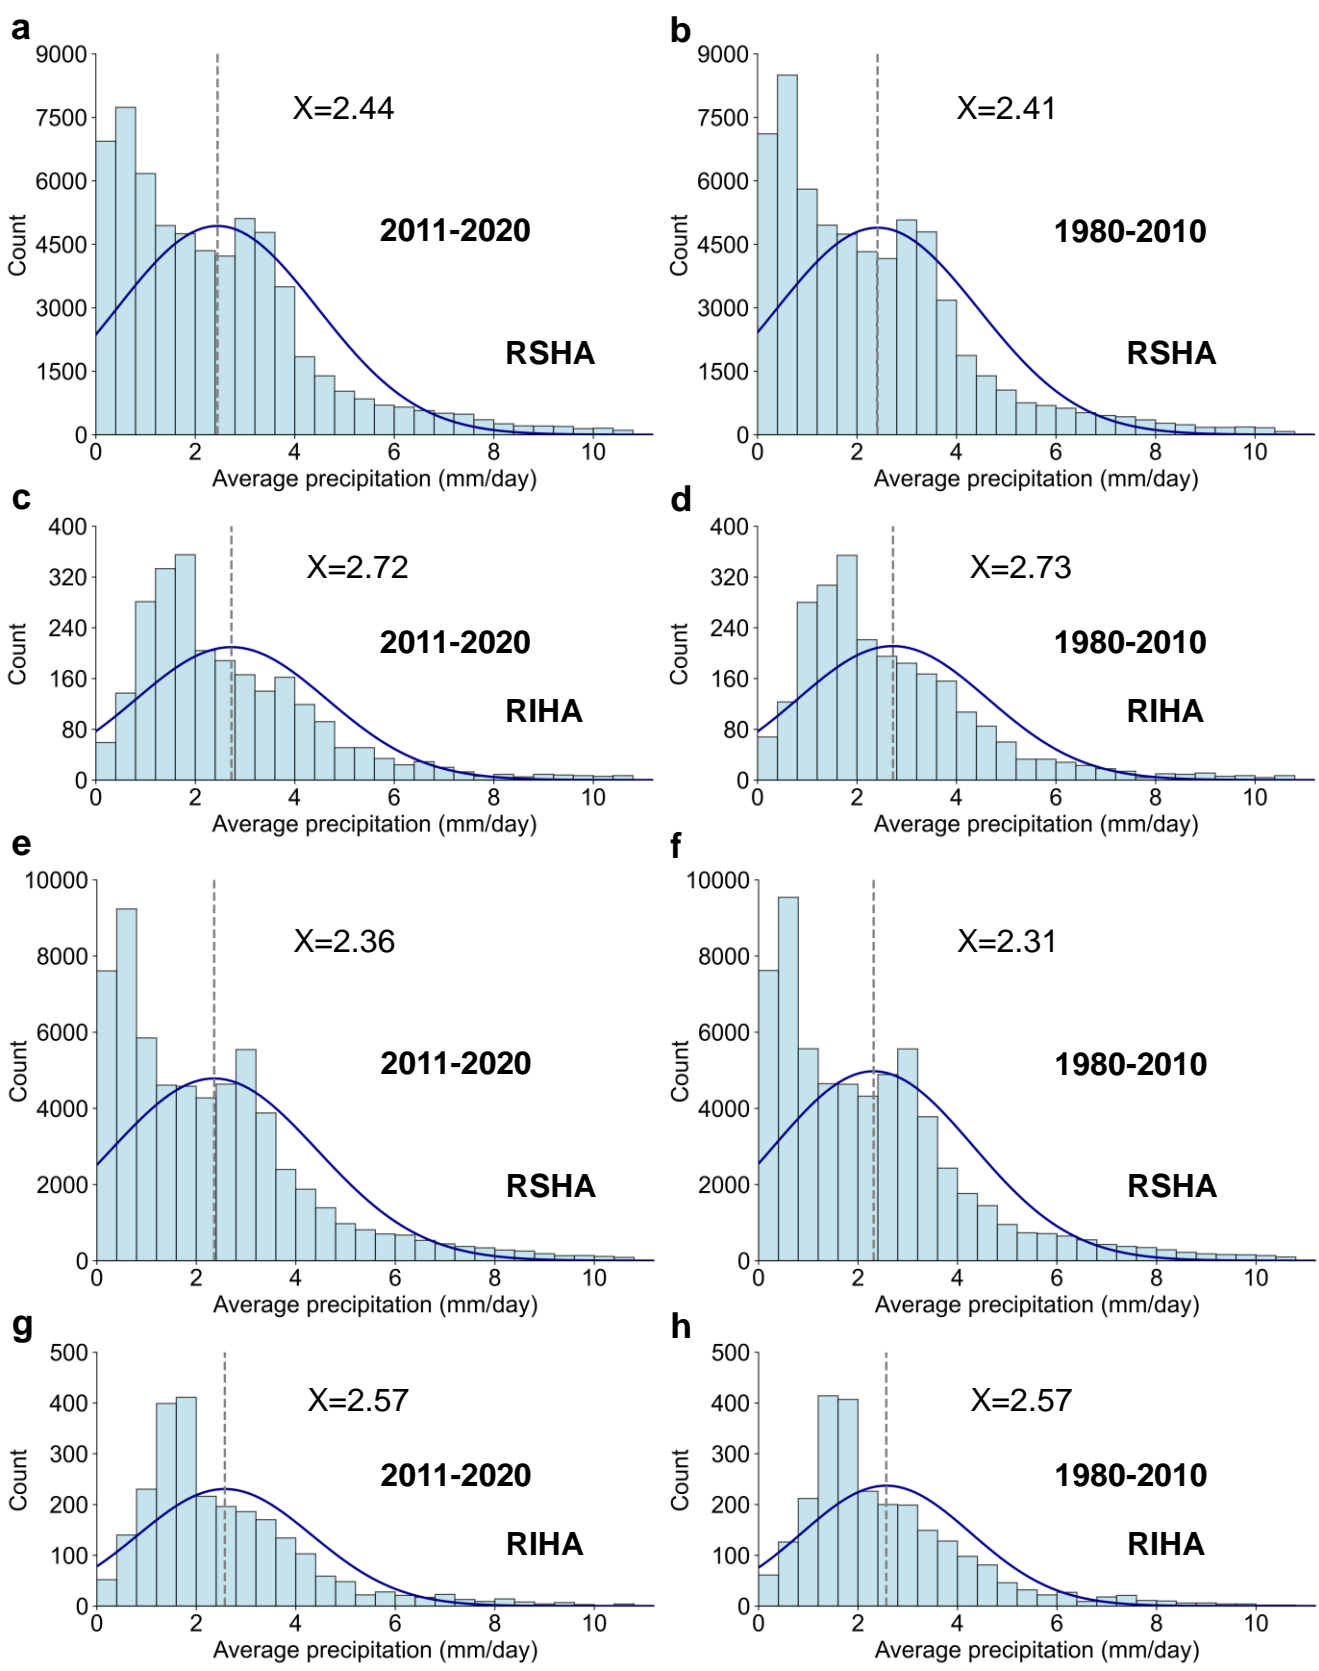 a
9000
7500
6000
4500
3000
1500
0
Count
X=2.44
2011-2020
RSHA
0 2 4 6 8 10
Average precipitation (mm/day)
b
9000
7500
6000
4500
3000
1500
0
Count
X=2.41
1980-2010
RSHA
0 2 4 6 8 10
Average precipitation (mm/day)
c
400
320
240
160
80
0
Count
X=2.72
2011-2020
RIHA
0 2 4 6 8 10
Average precipitation (mm/day)
d
400
320
240
160
80
0
Count
X=2.73
1980-2010
RIHA
0 2 4 6 8 10
Average precipitation (mm/day)
e
10000
8000
6000
4000
2000
0
Count
X=2.36
2011-2020
RSHA
0 2 4 6 8 10
Average precipitation (mm/day)
f
10000
8000
6000
4000
2000
0
Count
X=2.31
1980-2010
RSHA
0 2 4 6 8 10
Average precipitation (mm/day)
g
500
400
300
200
100
0
Count
X=2.57
2011-2020
RIHA
0 2 4 6 8 10
Average precipitation (mm/day)
h
500
400
300
200
100
0
Count
X=2.57
1980-2010
RIHA
0 2 4 6 8 10
Average precipitation (mm/day)